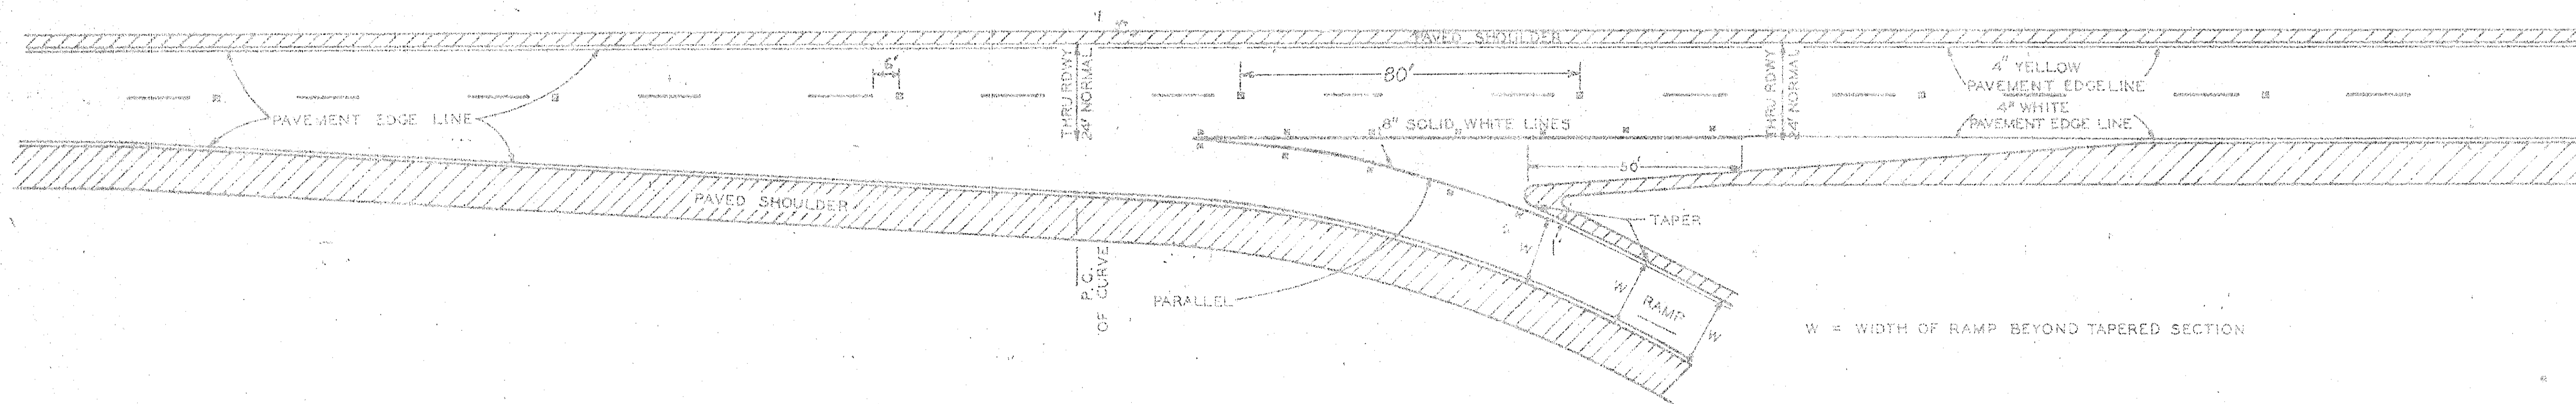 PAVED SHOULDER
6'
THRU RDWY
24' NORMAL
80'
THRU RDWY
24' NORMAL
4" YELLOW
PAVEMENT EDGELINE
4" WHITE
PAVEMENT EDGE LINE
PAVEMENT EDGE LINE
8" SOLID WHITE LINES
50'
PAVED SHOULDER
TAPER
P.C.
OF CURVE
PARALLEL
W
W
RAMP
W
W = WIDTH OF RAMP BEYOND TAPERED SECTION